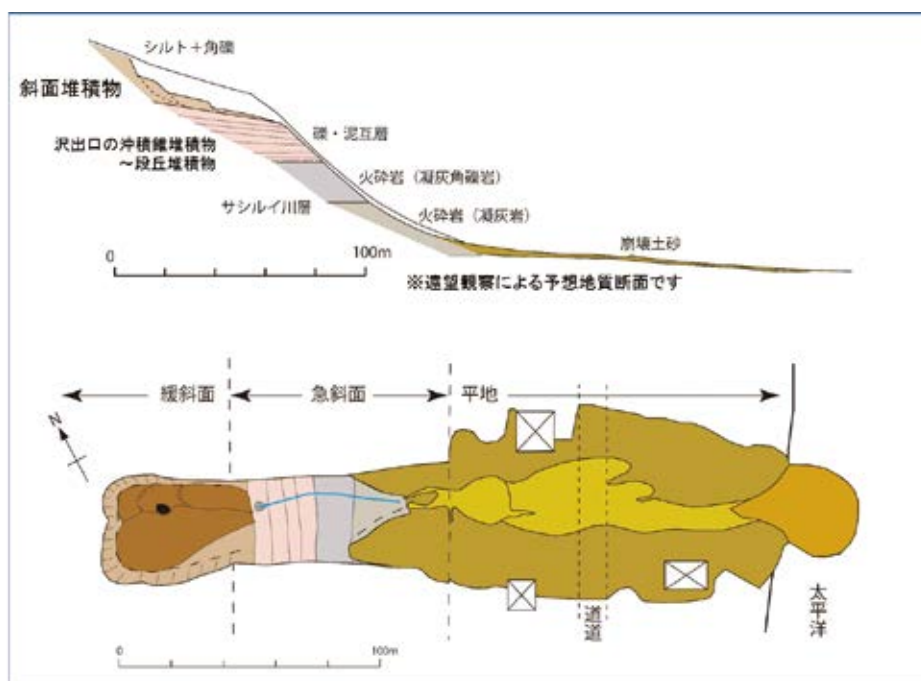 シルト＋角礫
斜面堆積物
礫・泥互層
沢出口の沖積錐堆積物
～段丘堆積物
火砕岩（凝灰角礫岩）
サシルイ川層
火砕岩（凝灰岩）
崩壊土砂
0
100m
※遠望観察による予想地質断面です
緩斜面
急斜面
平地
N
道道
太平洋
0
100m